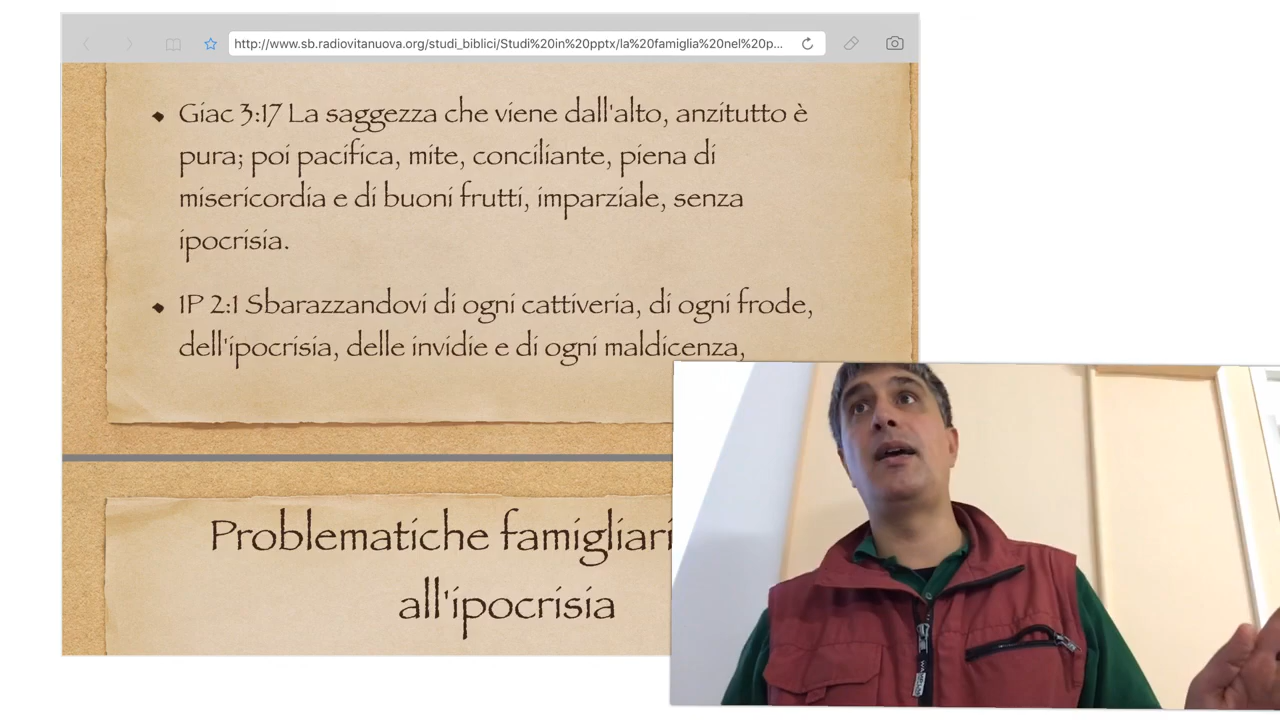 http://www.sb.radiovitanuova.org/studi_biblici/Studi%20in%20pptx/la%20famiglia%20nel%20p...
• Giac 3:17 La saggezza che viene dall'alto, anzitutto è
pura; poi pacifica, mite, conciliante, piena di
misericordia e di buoni frutti, imparziale, senza
ipocrisia.
• 1P 2:1 Sbarazzandovi di ogni cattiveria, di ogni frode,
dell'ipocrisia, delle invidie e di ogni maldicenza,
Problematiche famigliari
all'ipocrisia